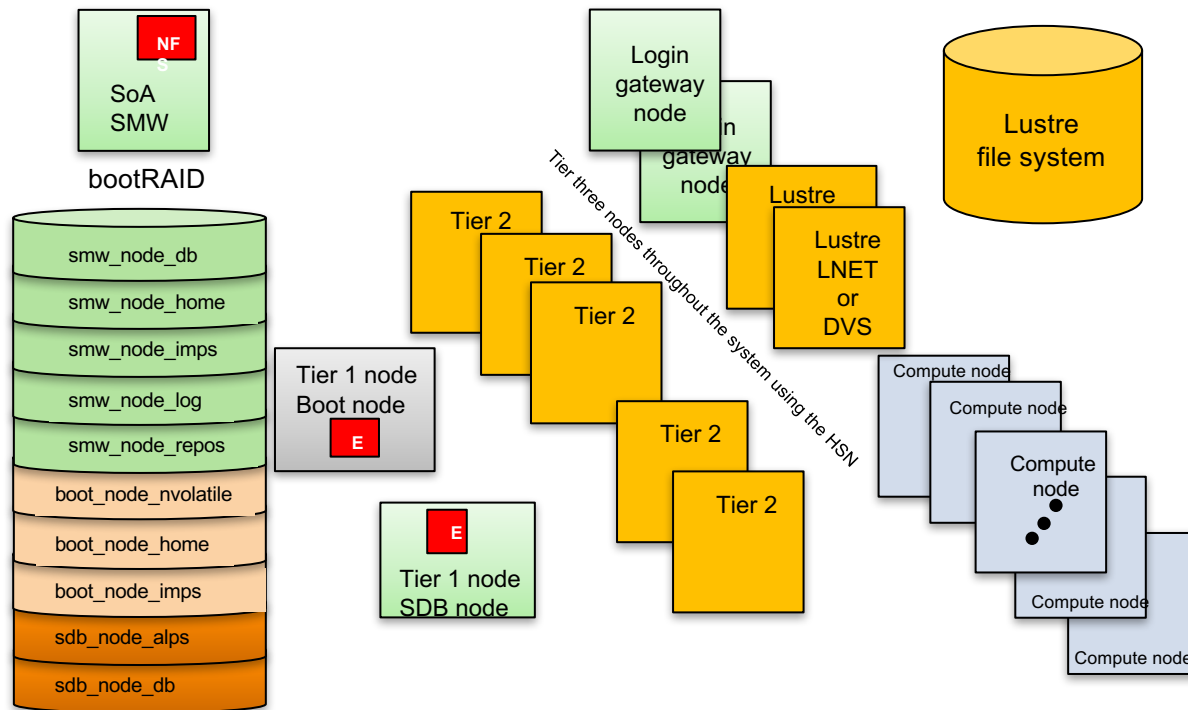 NF
S
SoA
SMW
bootRAID
smw_node_db
smw_node_home
smw_node_imps
smw_node_log
smw_node_repos
boot_node_nvolatile
boot_node_home
boot_node_imps
sdb_node_alps
sdb_node_db
Tier 1 node
Boot node
E
E
Tier 1 node
SDB node
Tier 2
Tier 2
Tier 2
Tier 2
Tier 2
Tier three nodes throughout the system using the HSN
Login
gateway
node
gateway
node
Lustre
Lustre
LNET
or
DVS
Lustre
file system
Compute node
Compute node
Compute
node
Compute node
Compute node